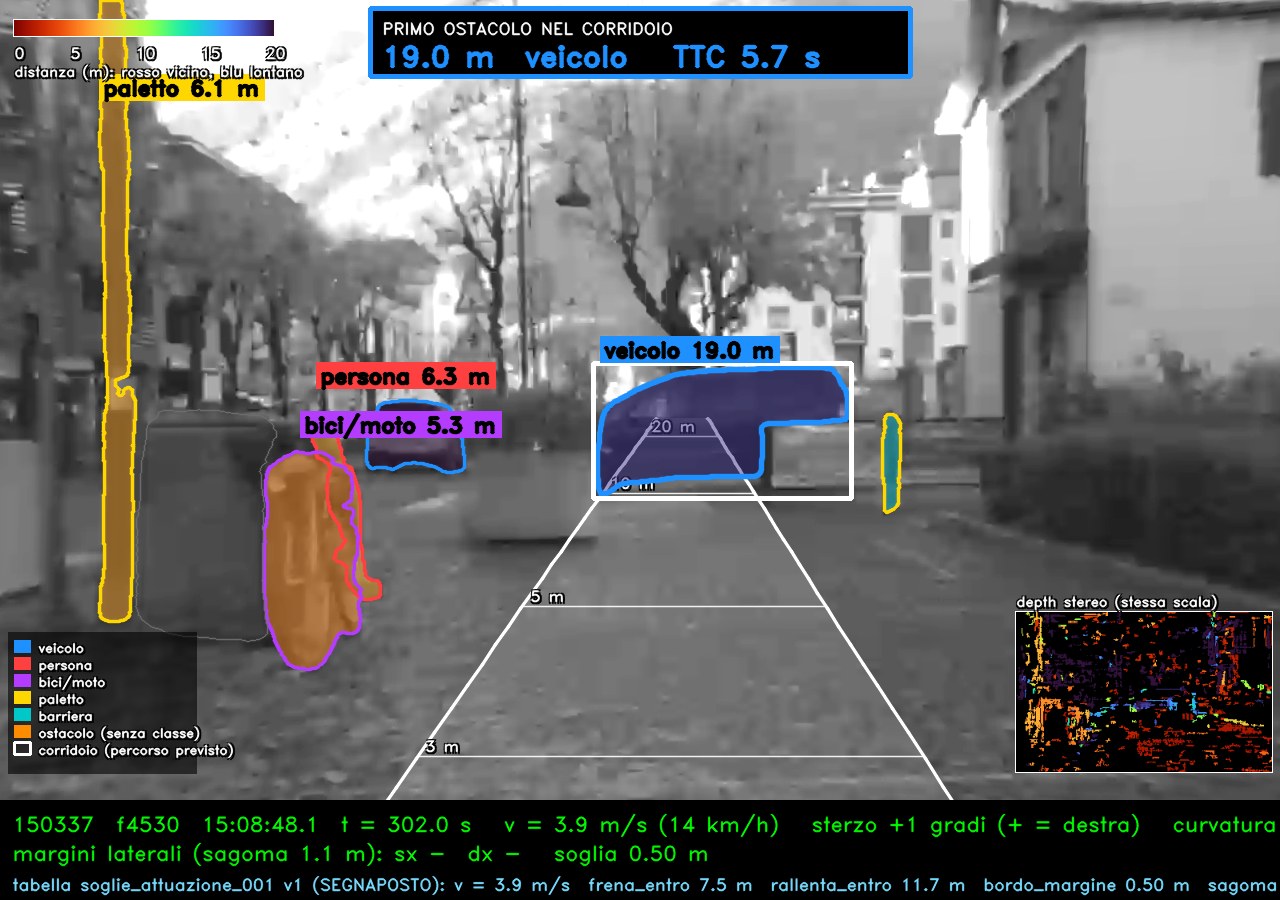 0 5 10 15 20
distanza (m): rosso vicino, blu lontano
PRIMO OSTACOLO NEL CORRIDOIO
19.0 m veicolo TTC 5.7 s
paletto 6.1 m
veicolo 19.0 m
persona 6.3 m
bici/moto 5.3 m
20 m
10 m
5 m
3 m
depth stereo (stessa scala)
veicolo
persona
bici/moto
paletto
barriera
ostacolo (senza classe)
corridoio (percorso previsto)
150337 f4530 15:08:48.1 t = 302.0 s v = 3.9 m/s (14 km/h) sterzo +1 gradi (+ = destra) curvatura
margini laterali (sagoma 1.1 m): sx - dx - soglia 0.50 m
tabella soglie_attuazione_001 v1 (SEGNAPOSTO): v = 3.9 m/s frena_entro 7.5 m rallenta_entro 11.7 m bordo_margine 0.50 m sagoma